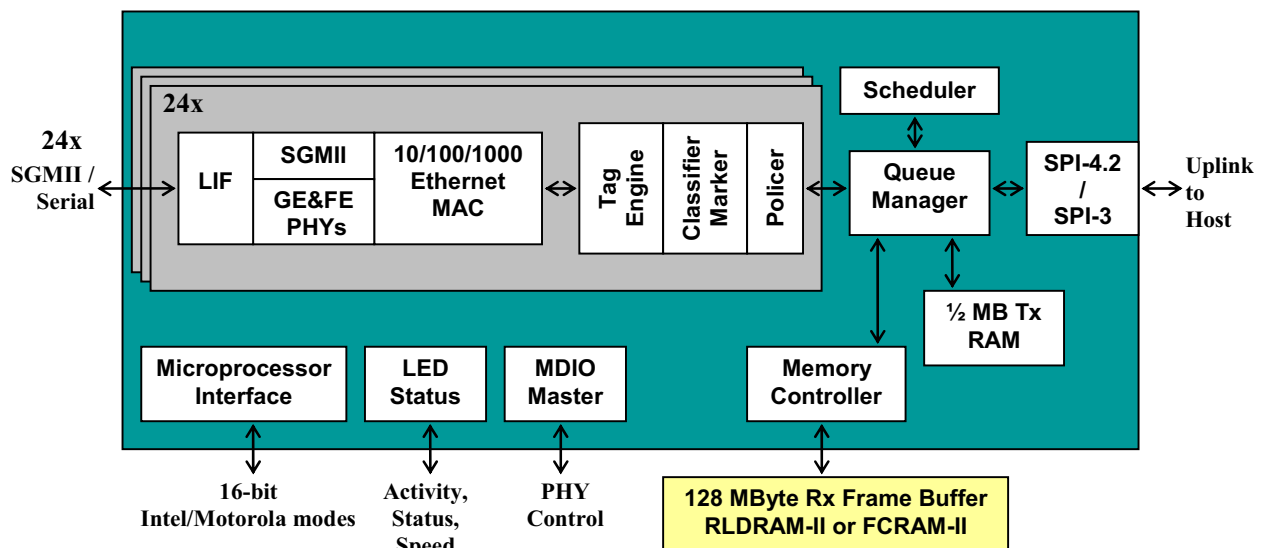 24x
Scheduler
24x
SGMII /
Serial
LIF
SGMII
GE&FE
PHYs
10/100/1000
Ethernet
MAC
Tag
Engine
Classifier
Marker
Policer
Queue
Manager
SPI-4.2
/
SPI-3
Uplink
to
Host
½ MB Tx
RAM
Microprocessor
Interface
LED
Status
MDIO
Master
Memory
Controller
16-bit
Intel/Motorola modes
Activity,
Status,
Speed
PHY
Control
128 MByte Rx Frame Buffer
RLDRAM-II or FCRAM-II